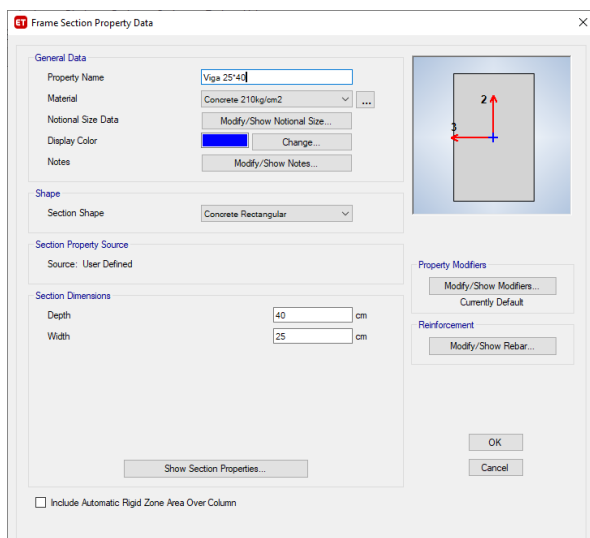 ET Frame Section Property Data
General Data
Property Name Viga 25*40
Material Concrete 210kg/cm2 ...
Notional Size Data Modify/Show Notional Size...
Display Color Change...
Notes Modify/Show Notes...
2
3
Shape
Section Shape Concrete Rectangular
Section Property Source
Source: User Defined
Property Modifiers
Modify/Show Modifiers...
Currently Default
Section Dimensions
Depth 40 cm
Width 25 cm
Reinforcement
Modify/Show Rebar...
OK
Show Section Properties... Cancel
Include Automatic Rigid Zone Area Over Column